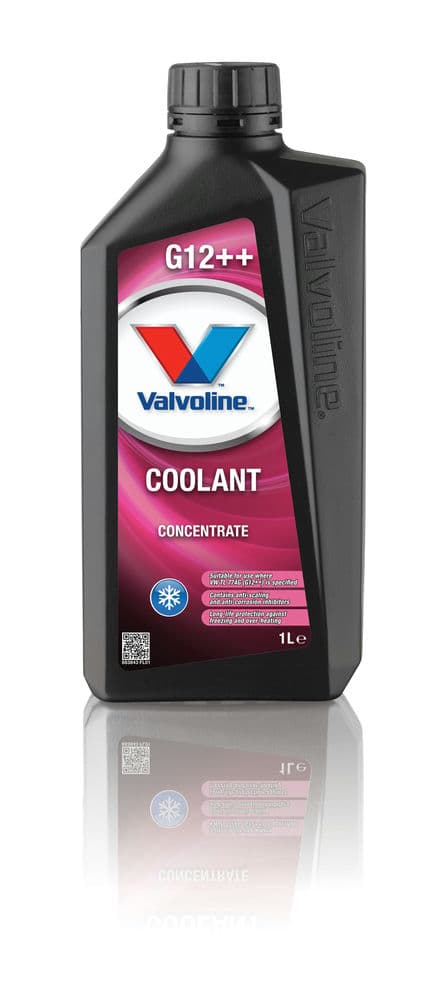 G12++
Valvoline™
Valvoline®
COOLANT
CONCENTRATE
Suitable for use where
VW TL 774G (G12++) is specified
Contains anti-scaling
and anti-corrosion inhibitors
Long-life protection against
freezing and over-heating
1L℮